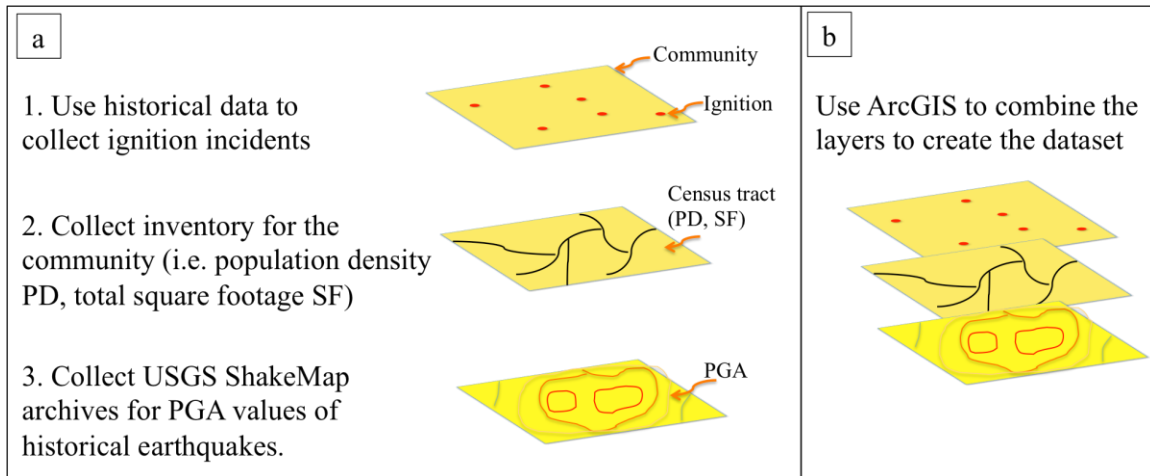 a
1. Use historical data to
collect ignition incidents
Community
Ignition
2. Collect inventory for the
community (i.e. population density
PD, total square footage SF)
Census tract
(PD, SF)
3. Collect USGS ShakeMap
archives for PGA values of
historical earthquakes.
PGA
b
Use ArcGIS to combine the
layers to create the dataset